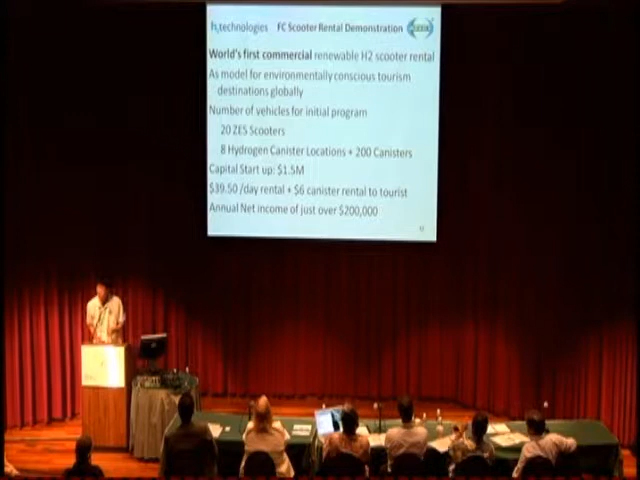 h2technologies FC Scooter Rental Demonstration
World's first commercial renewable H2 scooter rental
As model for environmentally conscious tourism
destinations globally
Number of vehicles for initial program
20 ZES Scooters
8 Hydrogen Canister Locations + 200 Canisters
Capital Start up: $1.5M
$39.50 /day rental + $6 canister rental to tourist
Annual Net income of just over $200,000